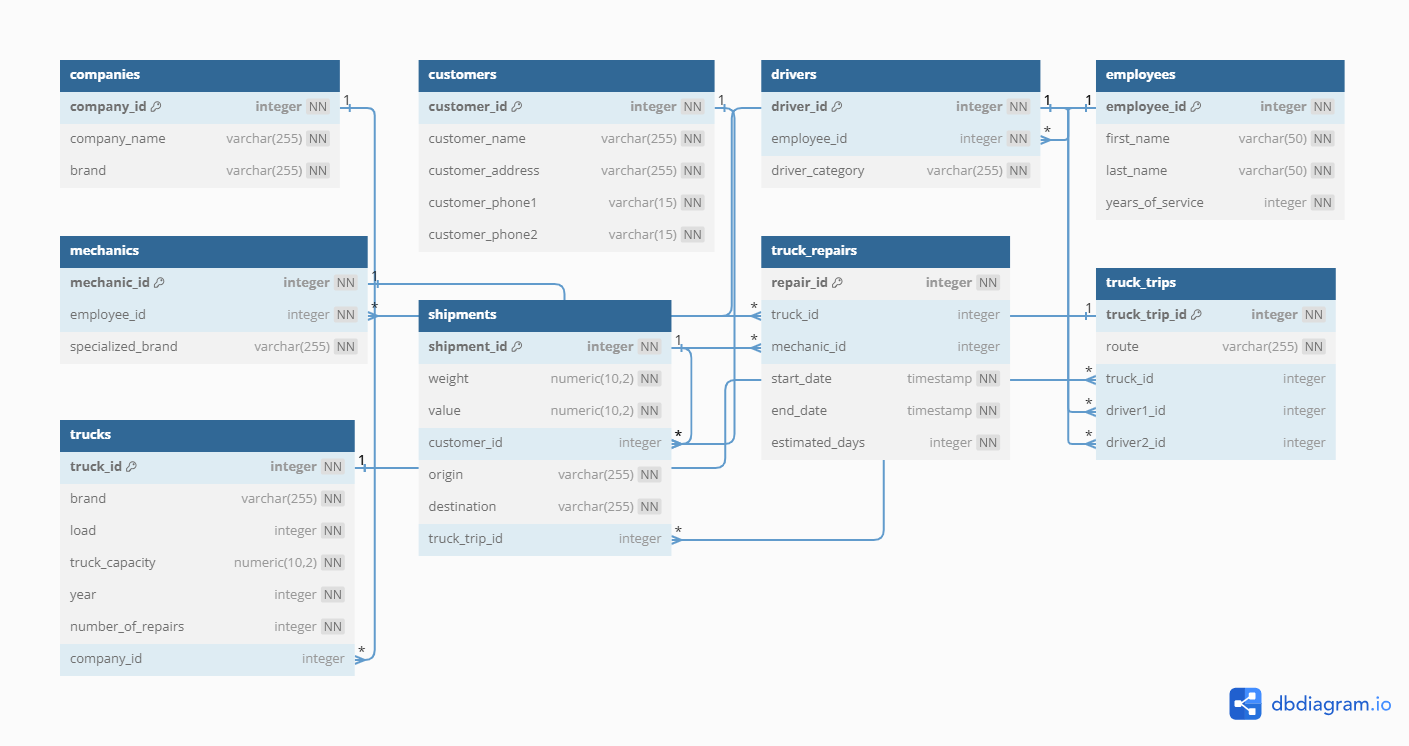 companies
company_id integer NN
company_name varchar(255) NN
brand varchar(255) NN
1
*
customers
customer_id integer NN
customer_name varchar(255) NN
customer_address varchar(255) NN
customer_phone1 varchar(15) NN
customer_phone2 varchar(15) NN
1
drivers
driver_id integer NN
employee_id integer NN
driver_category varchar(255) NN
1
*
employees
employee_id integer NN
first_name varchar(50) NN
last_name varchar(50) NN
years_of_service integer NN
1
mechanics
mechanic_id integer NN
employee_id integer NN
specialized_brand varchar(255) NN
1
*
shipments
shipment_id integer NN
weight numeric(10,2) NN
value numeric(10,2) NN
customer_id integer
origin varchar(255) NN
destination varchar(255) NN
truck_trip_id integer
1
*
*
truck_repairs
repair_id integer NN
truck_id integer
mechanic_id integer
start_date timestamp NN
end_date timestamp NN
estimated_days integer NN
*
*
truck_trips
truck_trip_id integer NN
route varchar(255) NN
truck_id integer
driver1_id integer
driver2_id integer
1
*
*
*
trucks
truck_id integer NN
brand varchar(255) NN
load integer NN
truck_capacity numeric(10,2) NN
year integer NN
number_of_repairs integer NN
company_id integer
1
dbdiagram.io